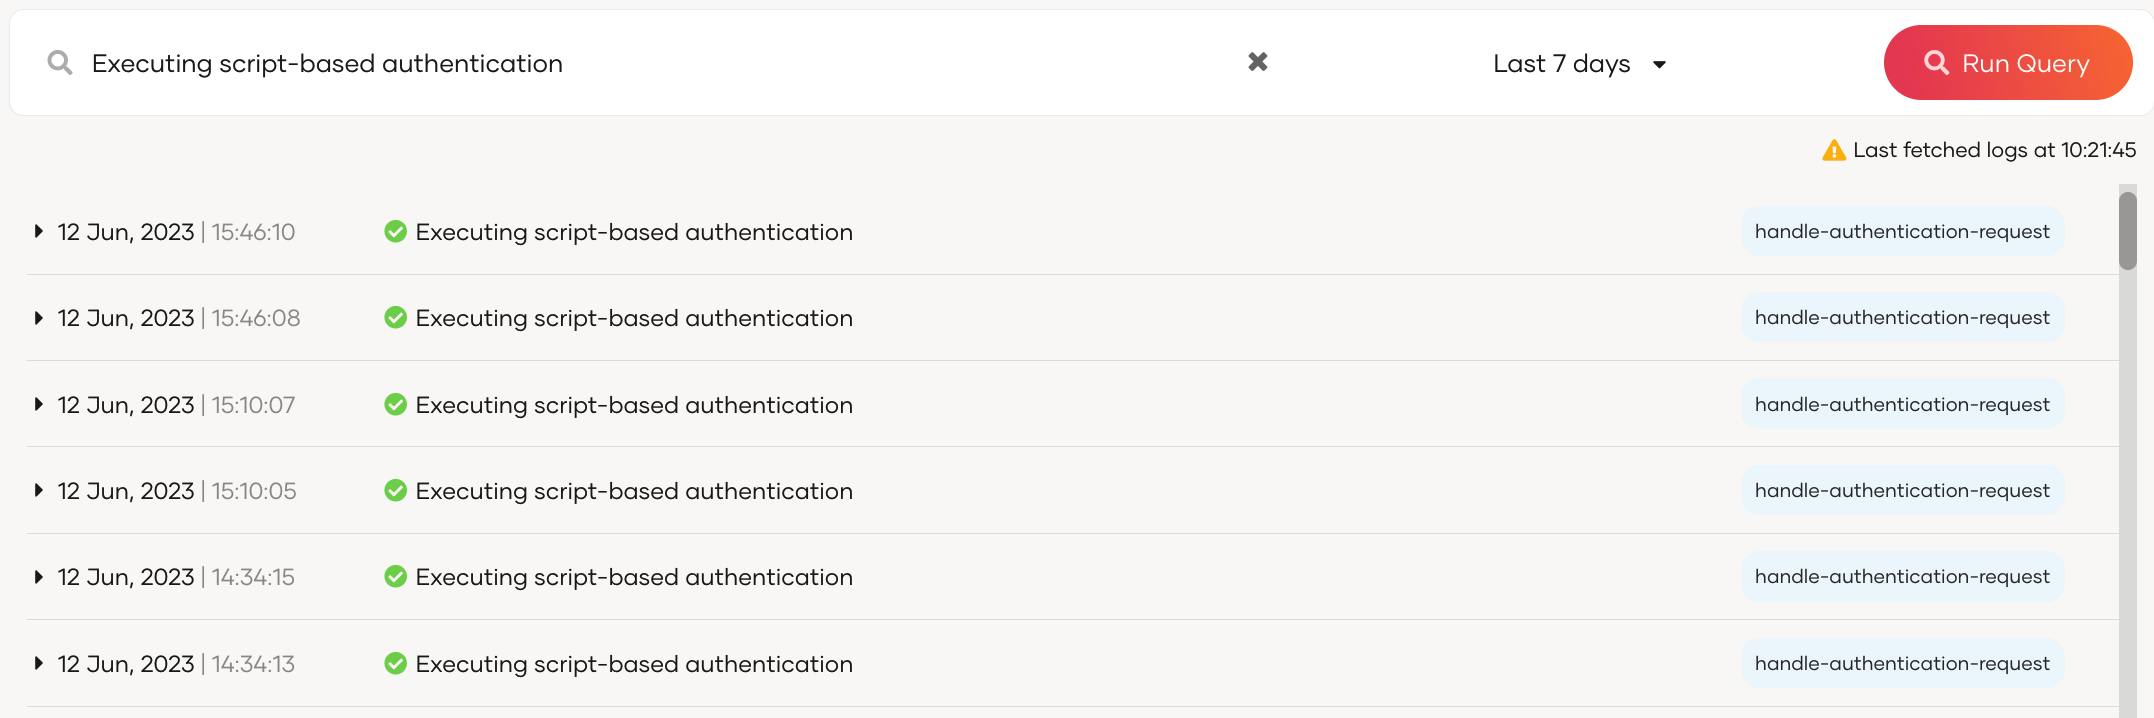 Executing script-based authentication Last 7 days Run Query
Last fetched logs at 10:21:45
12 Jun, 2023 | 15:46:10 Executing script-based authentication handle-authentication-request
12 Jun, 2023 | 15:46:08 Executing script-based authentication handle-authentication-request
12 Jun, 2023 | 15:10:07 Executing script-based authentication handle-authentication-request
12 Jun, 2023 | 15:10:05 Executing script-based authentication handle-authentication-request
12 Jun, 2023 | 14:34:15 Executing script-based authentication handle-authentication-request
12 Jun, 2023 | 14:34:13 Executing script-based authentication handle-authentication-request